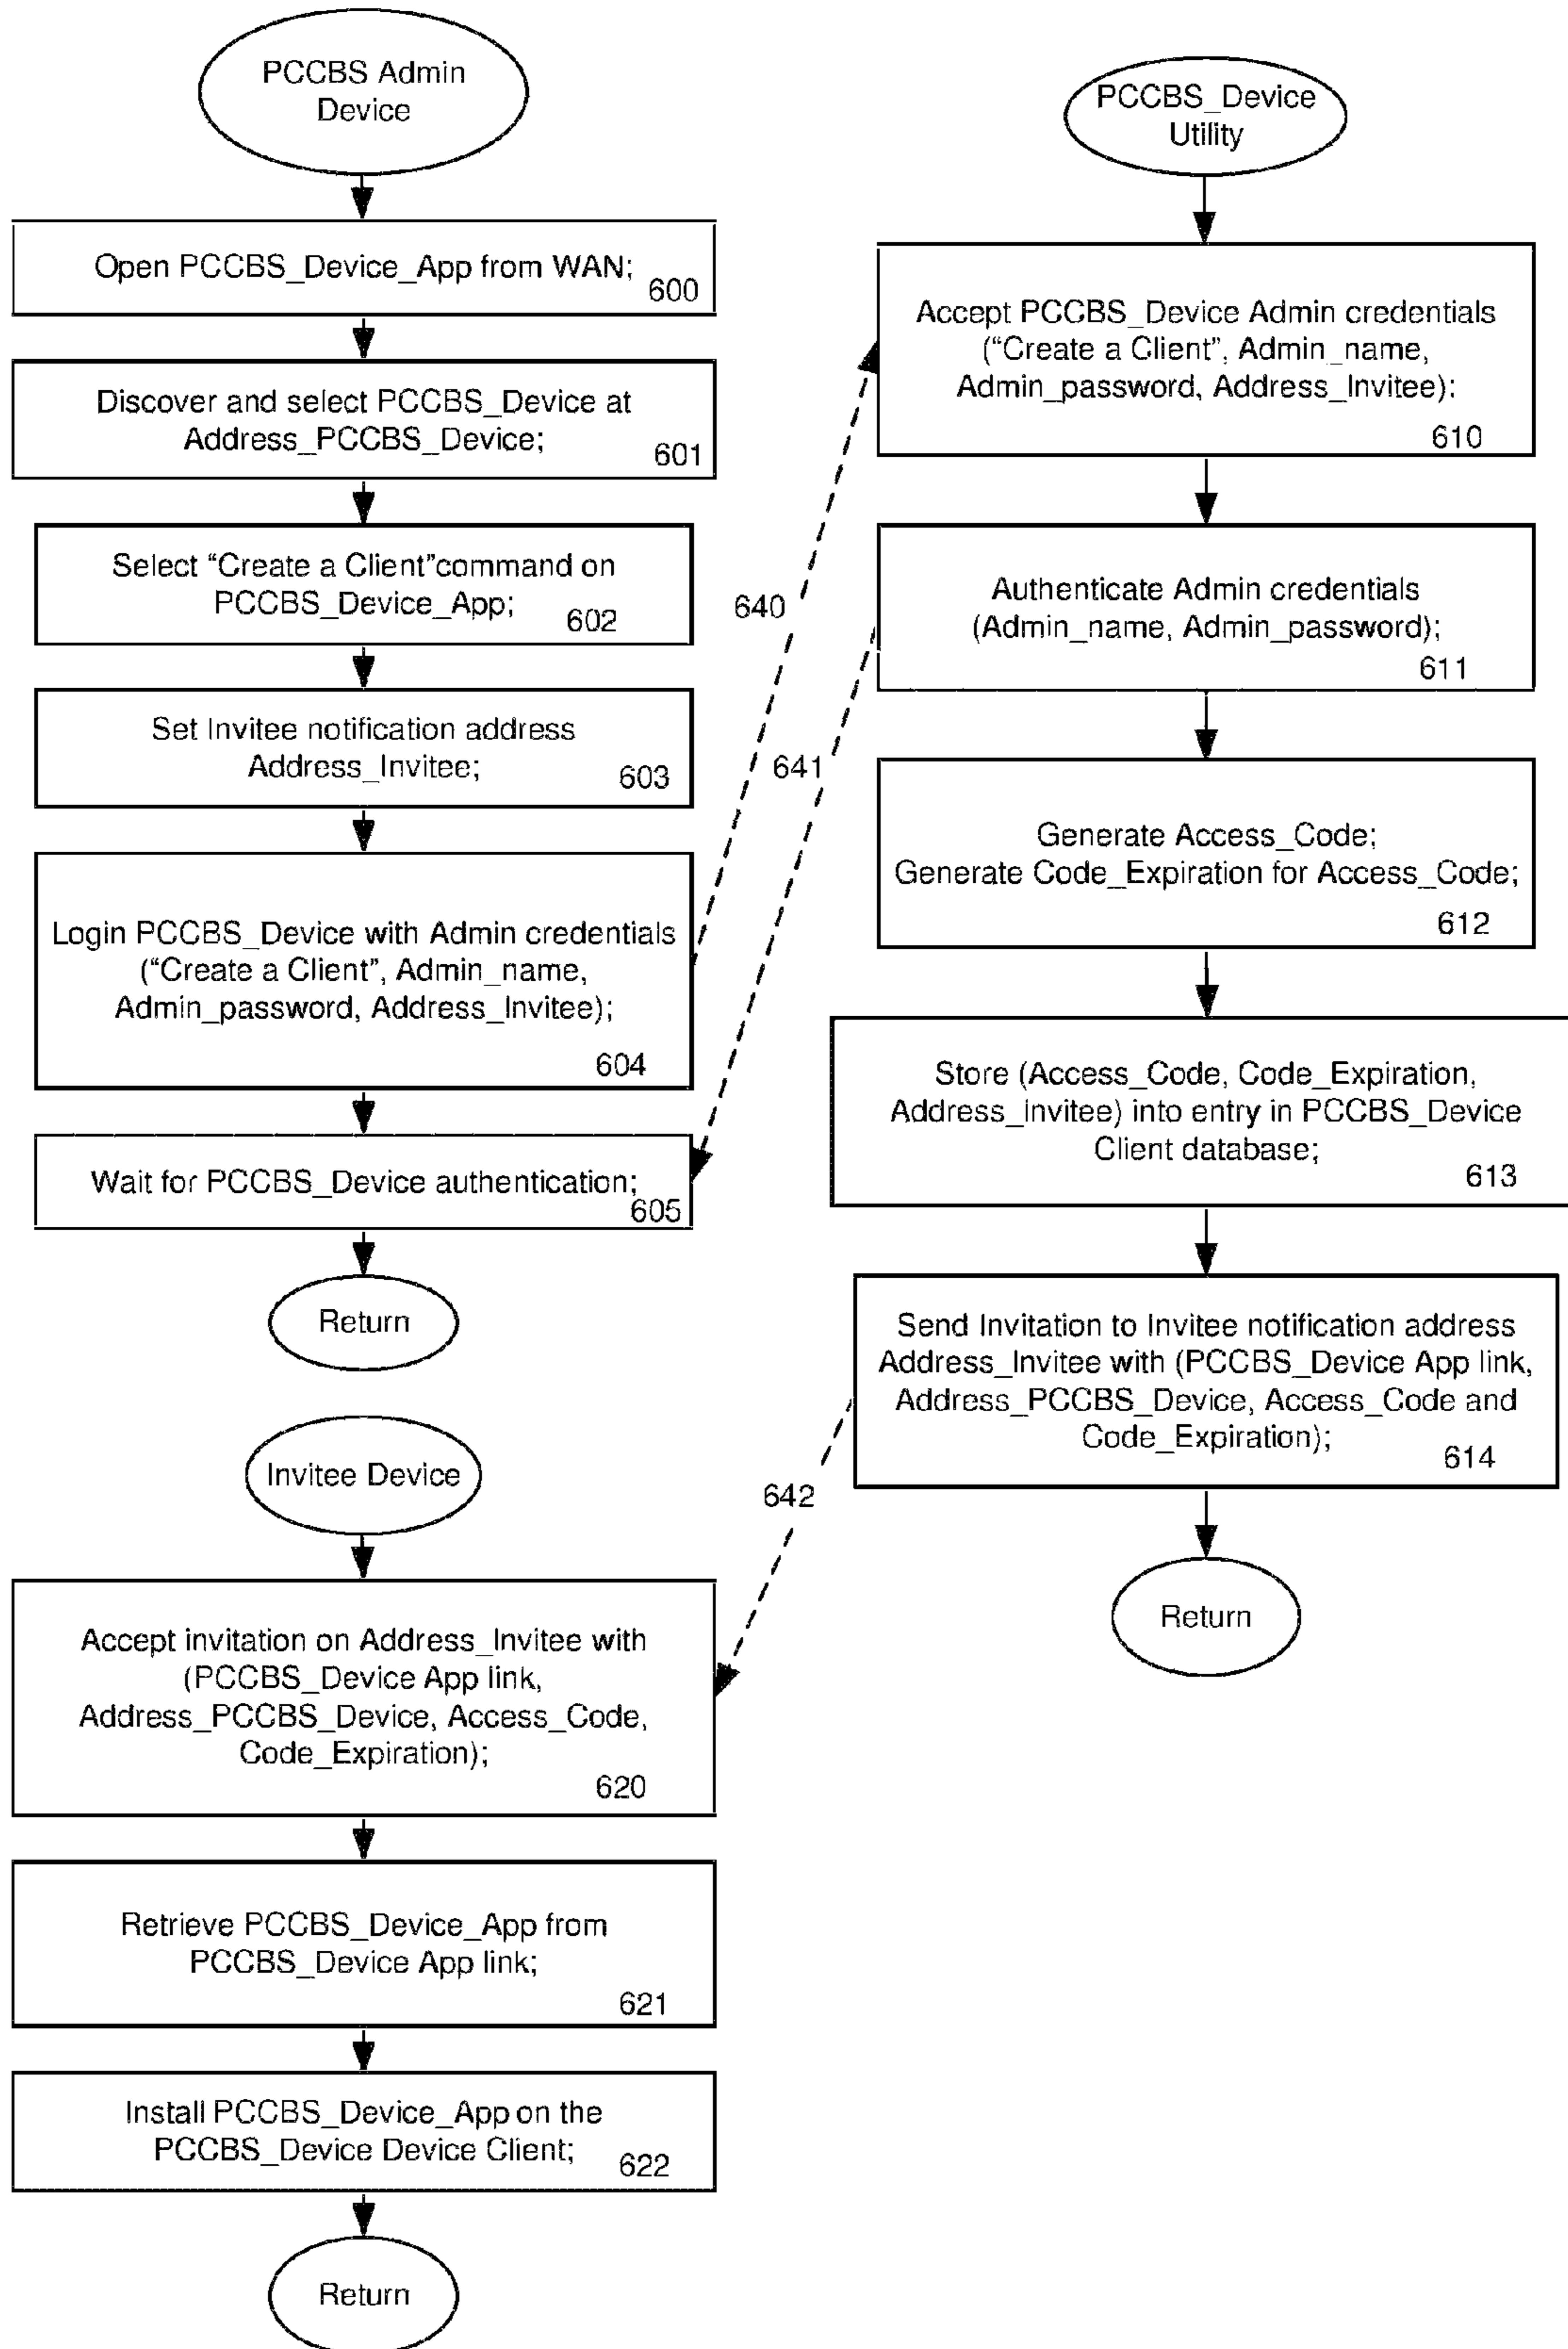 PCCBS Admin
Device
Open PCCBS_Device_App from WAN;
600
Discover and select PCCBS_Device at
Address_PCCBS_Device;
601
Select “Create a Client”command on
PCCBS_Device_App;
602
Set Invitee notification address
Address_Invitee;
603
Login PCCBS_Device with Admin credentials
(“Create a Client”, Admin_name,
Admin_password, Address_Invitee);
604
Wait for PCCBS_Device authentication;
605
Return
640
641
PCCBS_Device
Utility
Accept PCCBS_Device Admin credentials
(“Create a Client”, Admin_name,
Admin_password, Address_Invitee);
610
Authenticate Admin credentials
(Admin_name, Admin_password);
611
Generate Access_Code;
Generate Code_Expiration for Access_Code;
612
Store (Access_Code, Code_Expiration,
Address_Invitee) into entry in PCCBS_Device
Client database;
613
Send Invitation to Invitee notification address
Address_Invitee with (PCCBS_Device App link,
Address_PCCBS_Device, Access_Code and
Code_Expiration);
614
Return
642
Invitee Device
Accept invitation on Address_Invitee with
(PCCBS_Device App link,
Address_PCCBS_Device, Access_Code,
Code_Expiration);
620
Retrieve PCCBS_Device_App from
PCCBS_Device App link;
621
Install PCCBS_Device_App on the
PCCBS_Device Device Client;
622
Return